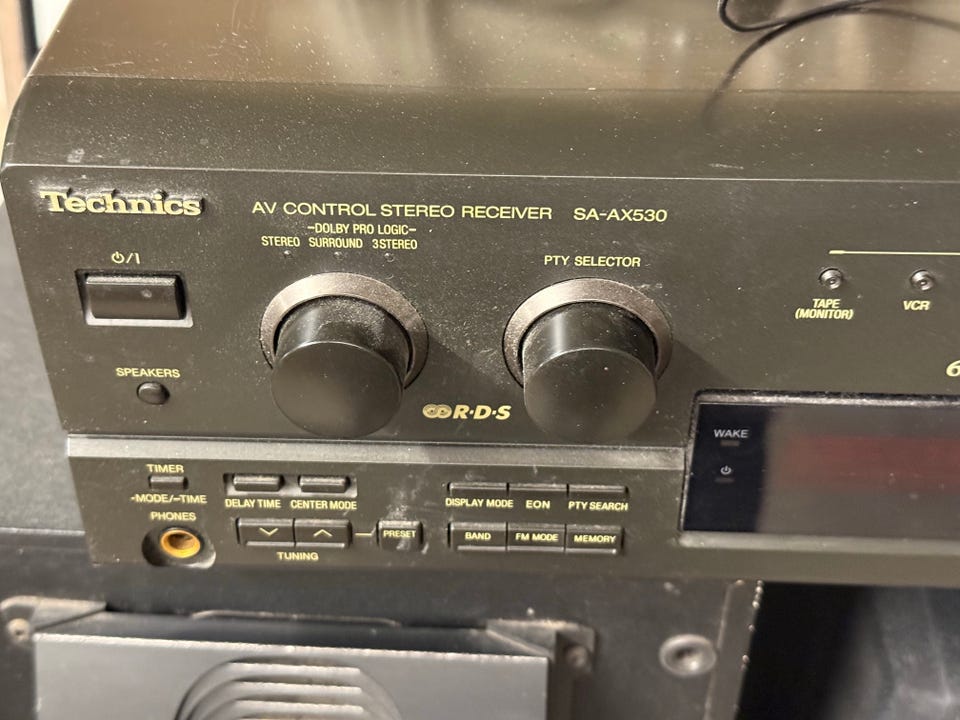 Technics
AV CONTROL STEREO RECEIVER SA-AX530
-DOLBY PRO LOGIC-
STEREO SURROUND 3STEREO
⏻/I
PTY SELECTOR
TAPE
(MONITOR)
VCR
SPEAKERS
6
R·D·S
WAKE
⏻
TIMER
-MODE/-TIME
PHONES
DELAY TIME CENTER MODE
PRESET
TUNING
DISPLAY MODE EON PTY SEARCH
BAND FM MODE MEMORY